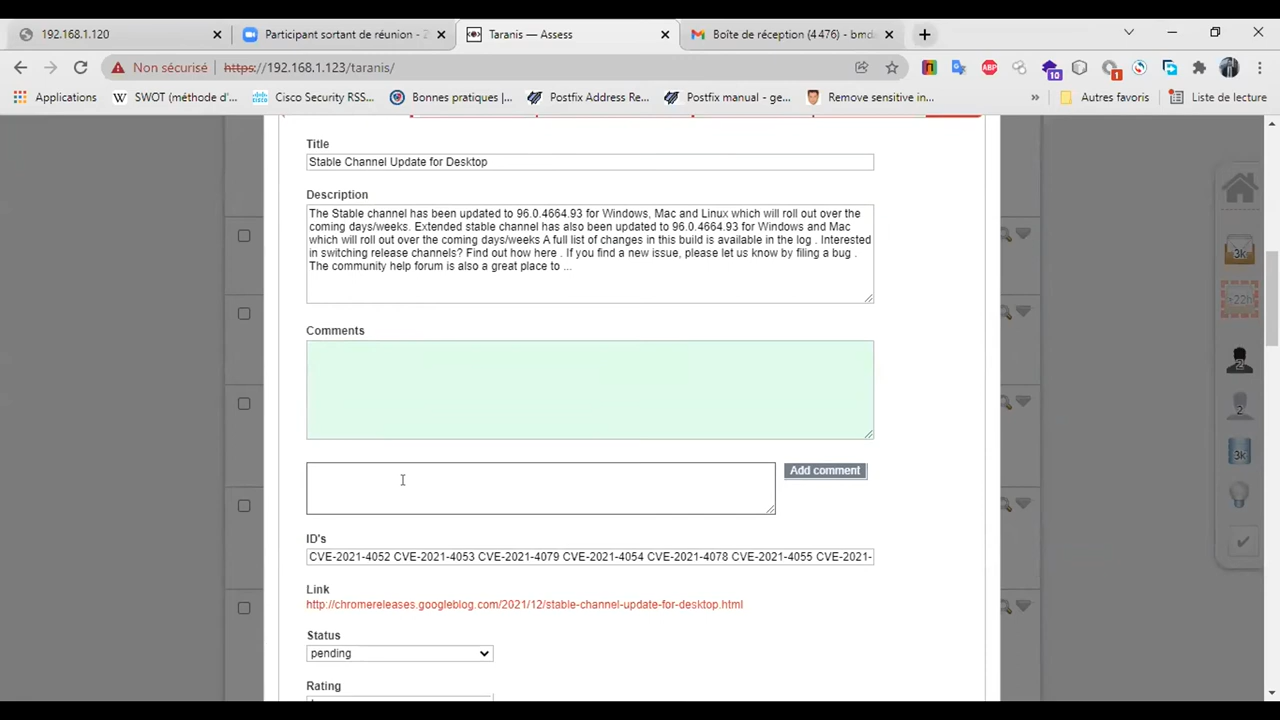 192.168.1.120
Participant sortant de réunion - Z
Taranis — Assess
Boîte de réception (4 476) - bmd
Non sécurisé
https://192.168.1.123/taranis/
10
1
Applications
SWOT (méthode d'...
Cisco Security RSS...
Bonnes pratiques |...
Postfix Address Re...
Postfix manual - ge...
Remove sensitive in...
»
Autres favoris
Liste de lecture
Title
Stable Channel Update for Desktop
Description
The Stable channel has been updated to 96.0.4664.93 for Windows, Mac and Linux which will roll out over the
coming days/weeks. Extended stable channel has also been updated to 96.0.4664.93 for Windows and Mac
which will roll out over the coming days/weeks A full list of changes in this build is available in the log . Interested
in switching release channels? Find out how here . If you find a new issue, please let us know by filing a bug .
The community help forum is also a great place to ...
Comments
Add comment
ID's
CVE-2021-4052 CVE-2021-4053 CVE-2021-4079 CVE-2021-4054 CVE-2021-4078 CVE-2021-4055 CVE-2021-
Link
http://chromereleases.googleblog.com/2021/12/stable-channel-update-for-desktop.html
Status
pending
Rating
3k
+22h
2
2
3k